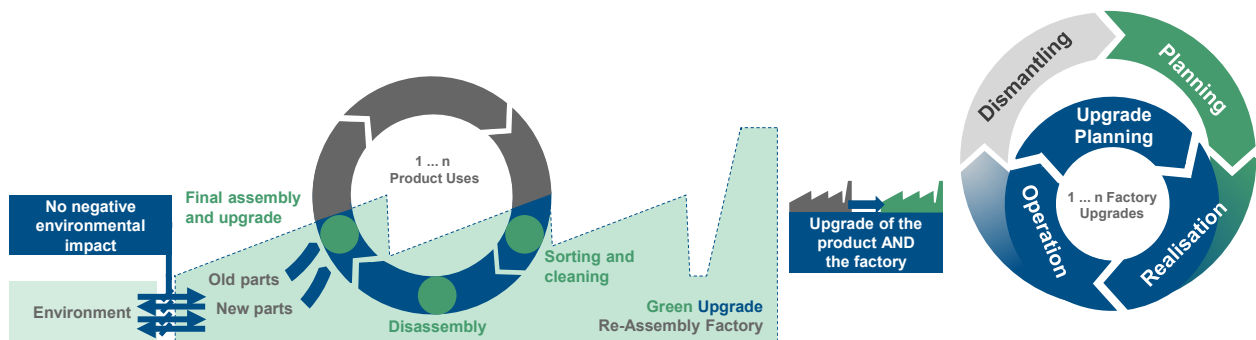 No negative
environmental
impact
Environment
Final assembly
and upgrade
Old parts
New parts
1 ... n
Product Uses
Disassembly
Sorting and
cleaning
Green Upgrade
Re-Assembly Factory
Upgrade of the
product AND
the factory
Dismantling
Planning
Upgrade
Planning
Operation
Realisation
1 ... n Factory
Upgrades